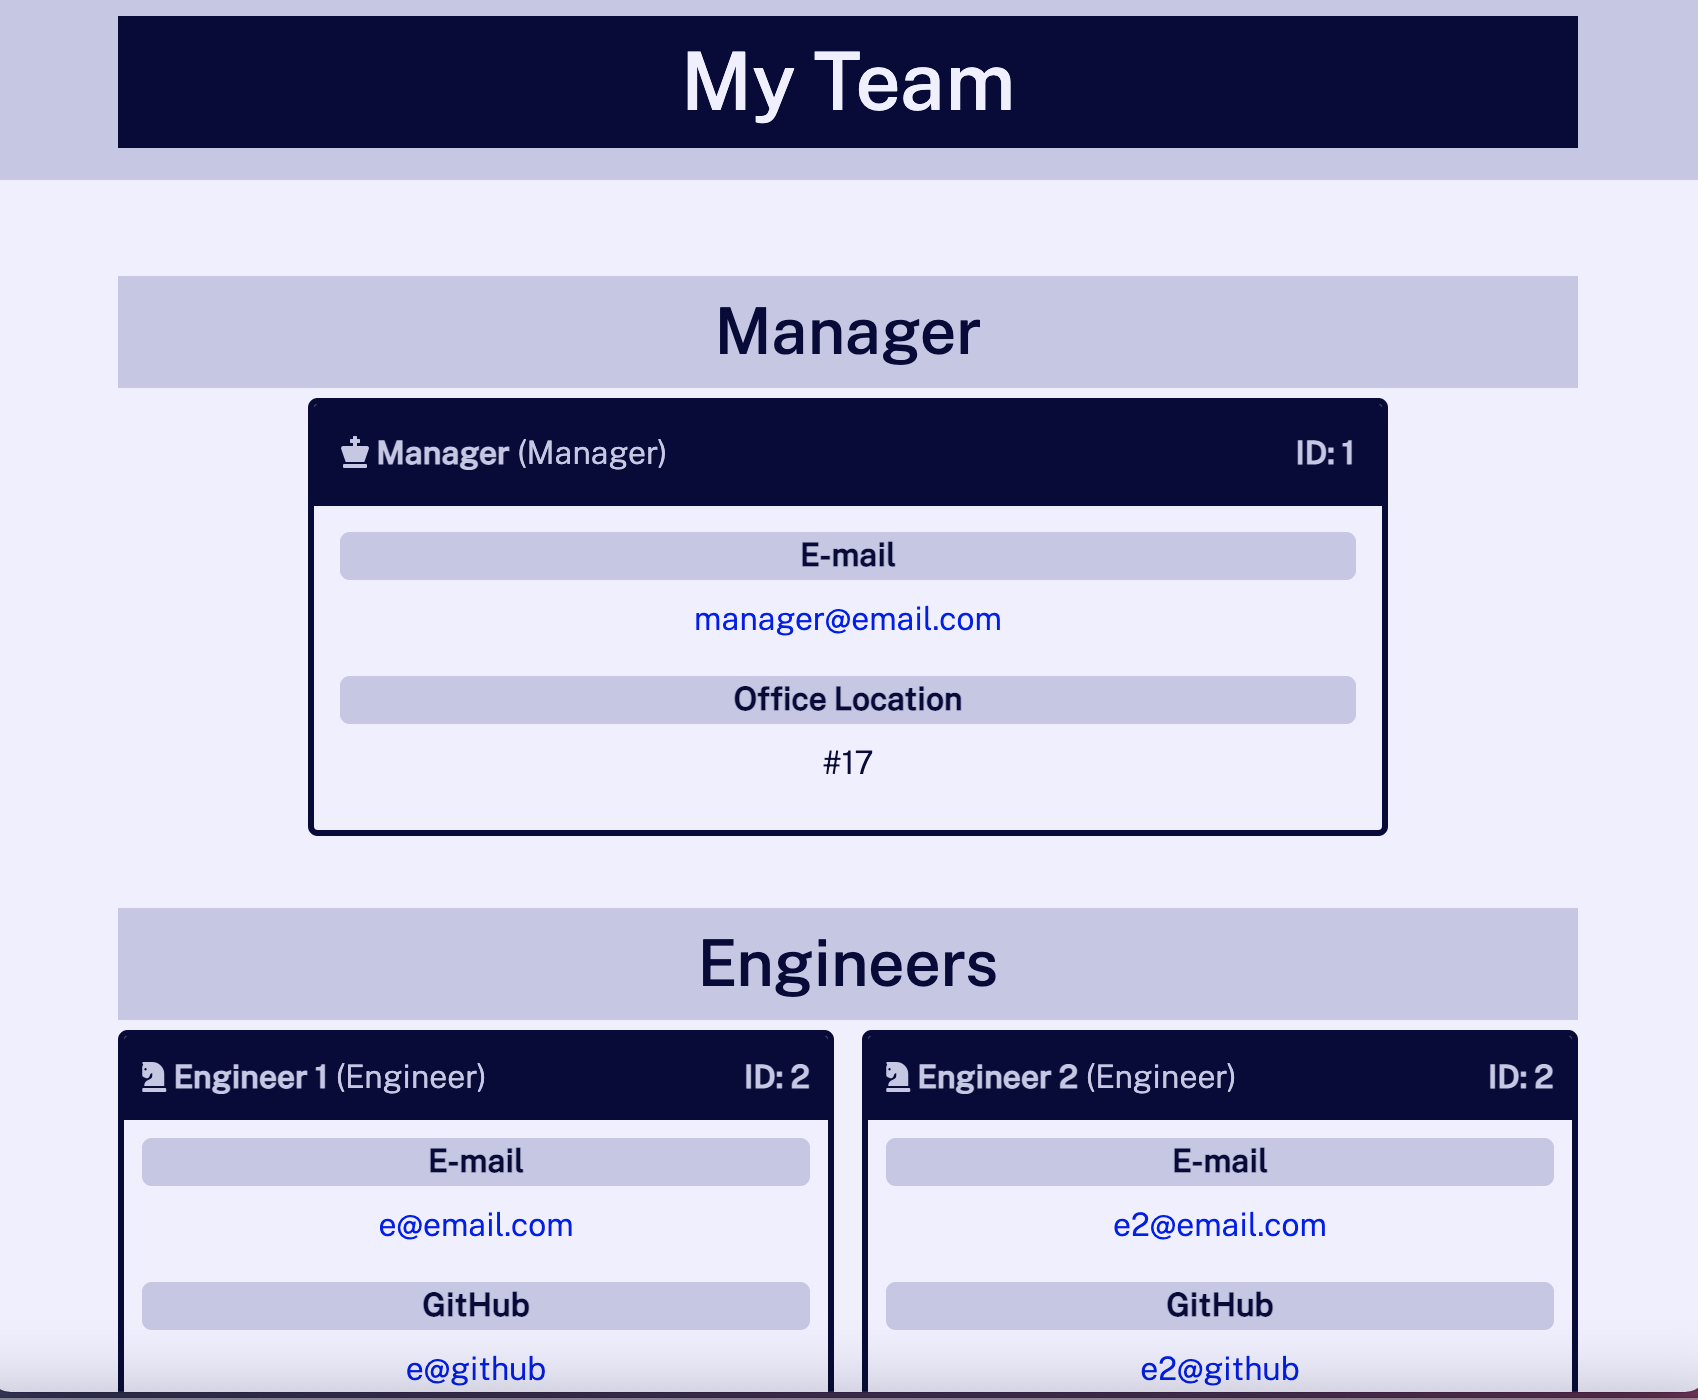 My Team
Manager
Manager (Manager) ID: 1
E-mail
manager@email.com
Office Location
#17
Engineers
Engineer 1 (Engineer) ID: 2
E-mail
e@email.com
GitHub
e@github
Engineer 2 (Engineer) ID: 2
E-mail
e2@email.com
GitHub
e2@github